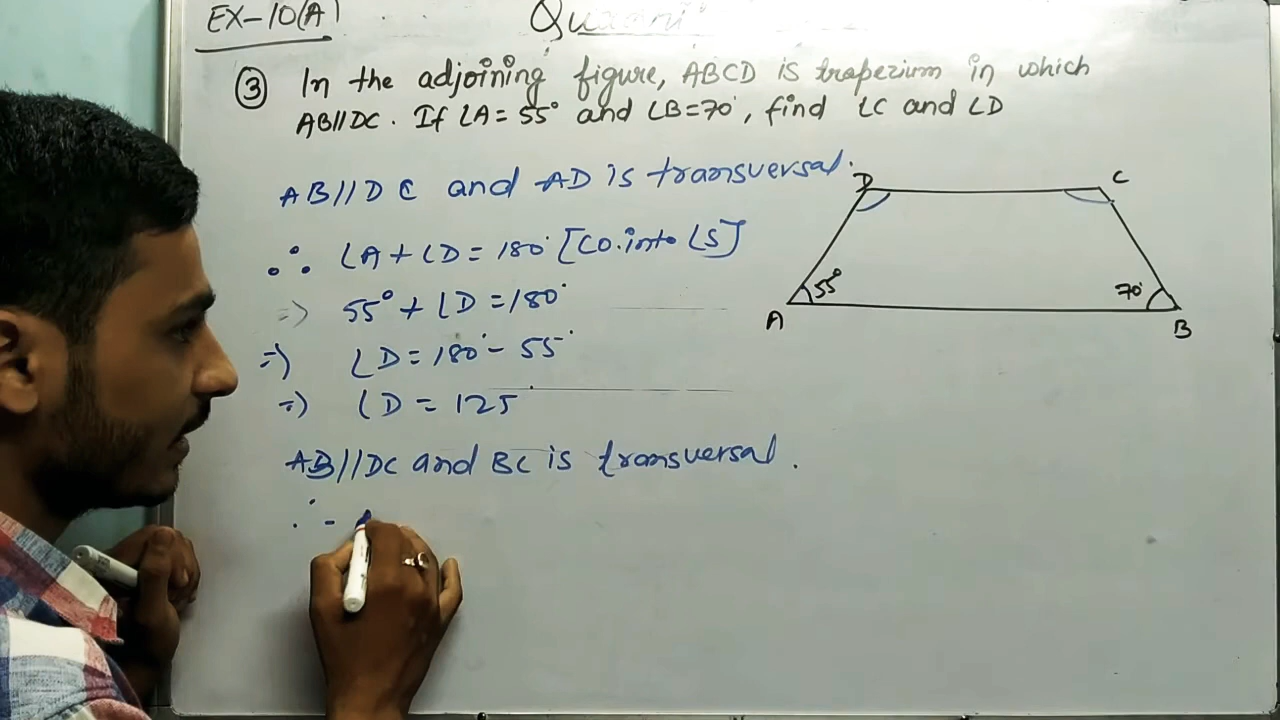 EX-10(A)
③ In the adjoining figure, ABCD is trapezium in which
AB||DC. If ∠A = 55° and ∠B=70°, find ∠C and ∠D
AB//DC and AD is transversal.
∴ ∠A+∠D = 180° [CO.into ∠S]
=> 55° + ∠D = 180°
=> ∠D = 180° - 55°
=> ∠D = 125°
AB//DC and BC is transversal.
D C
55° 70°
A B